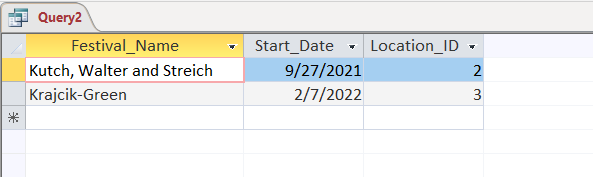 Query2
Festival_Name Start_Date Location_ID
Kutch, Walter and Streich 9/27/2021 2
Krajcik-Green 2/7/2022 3